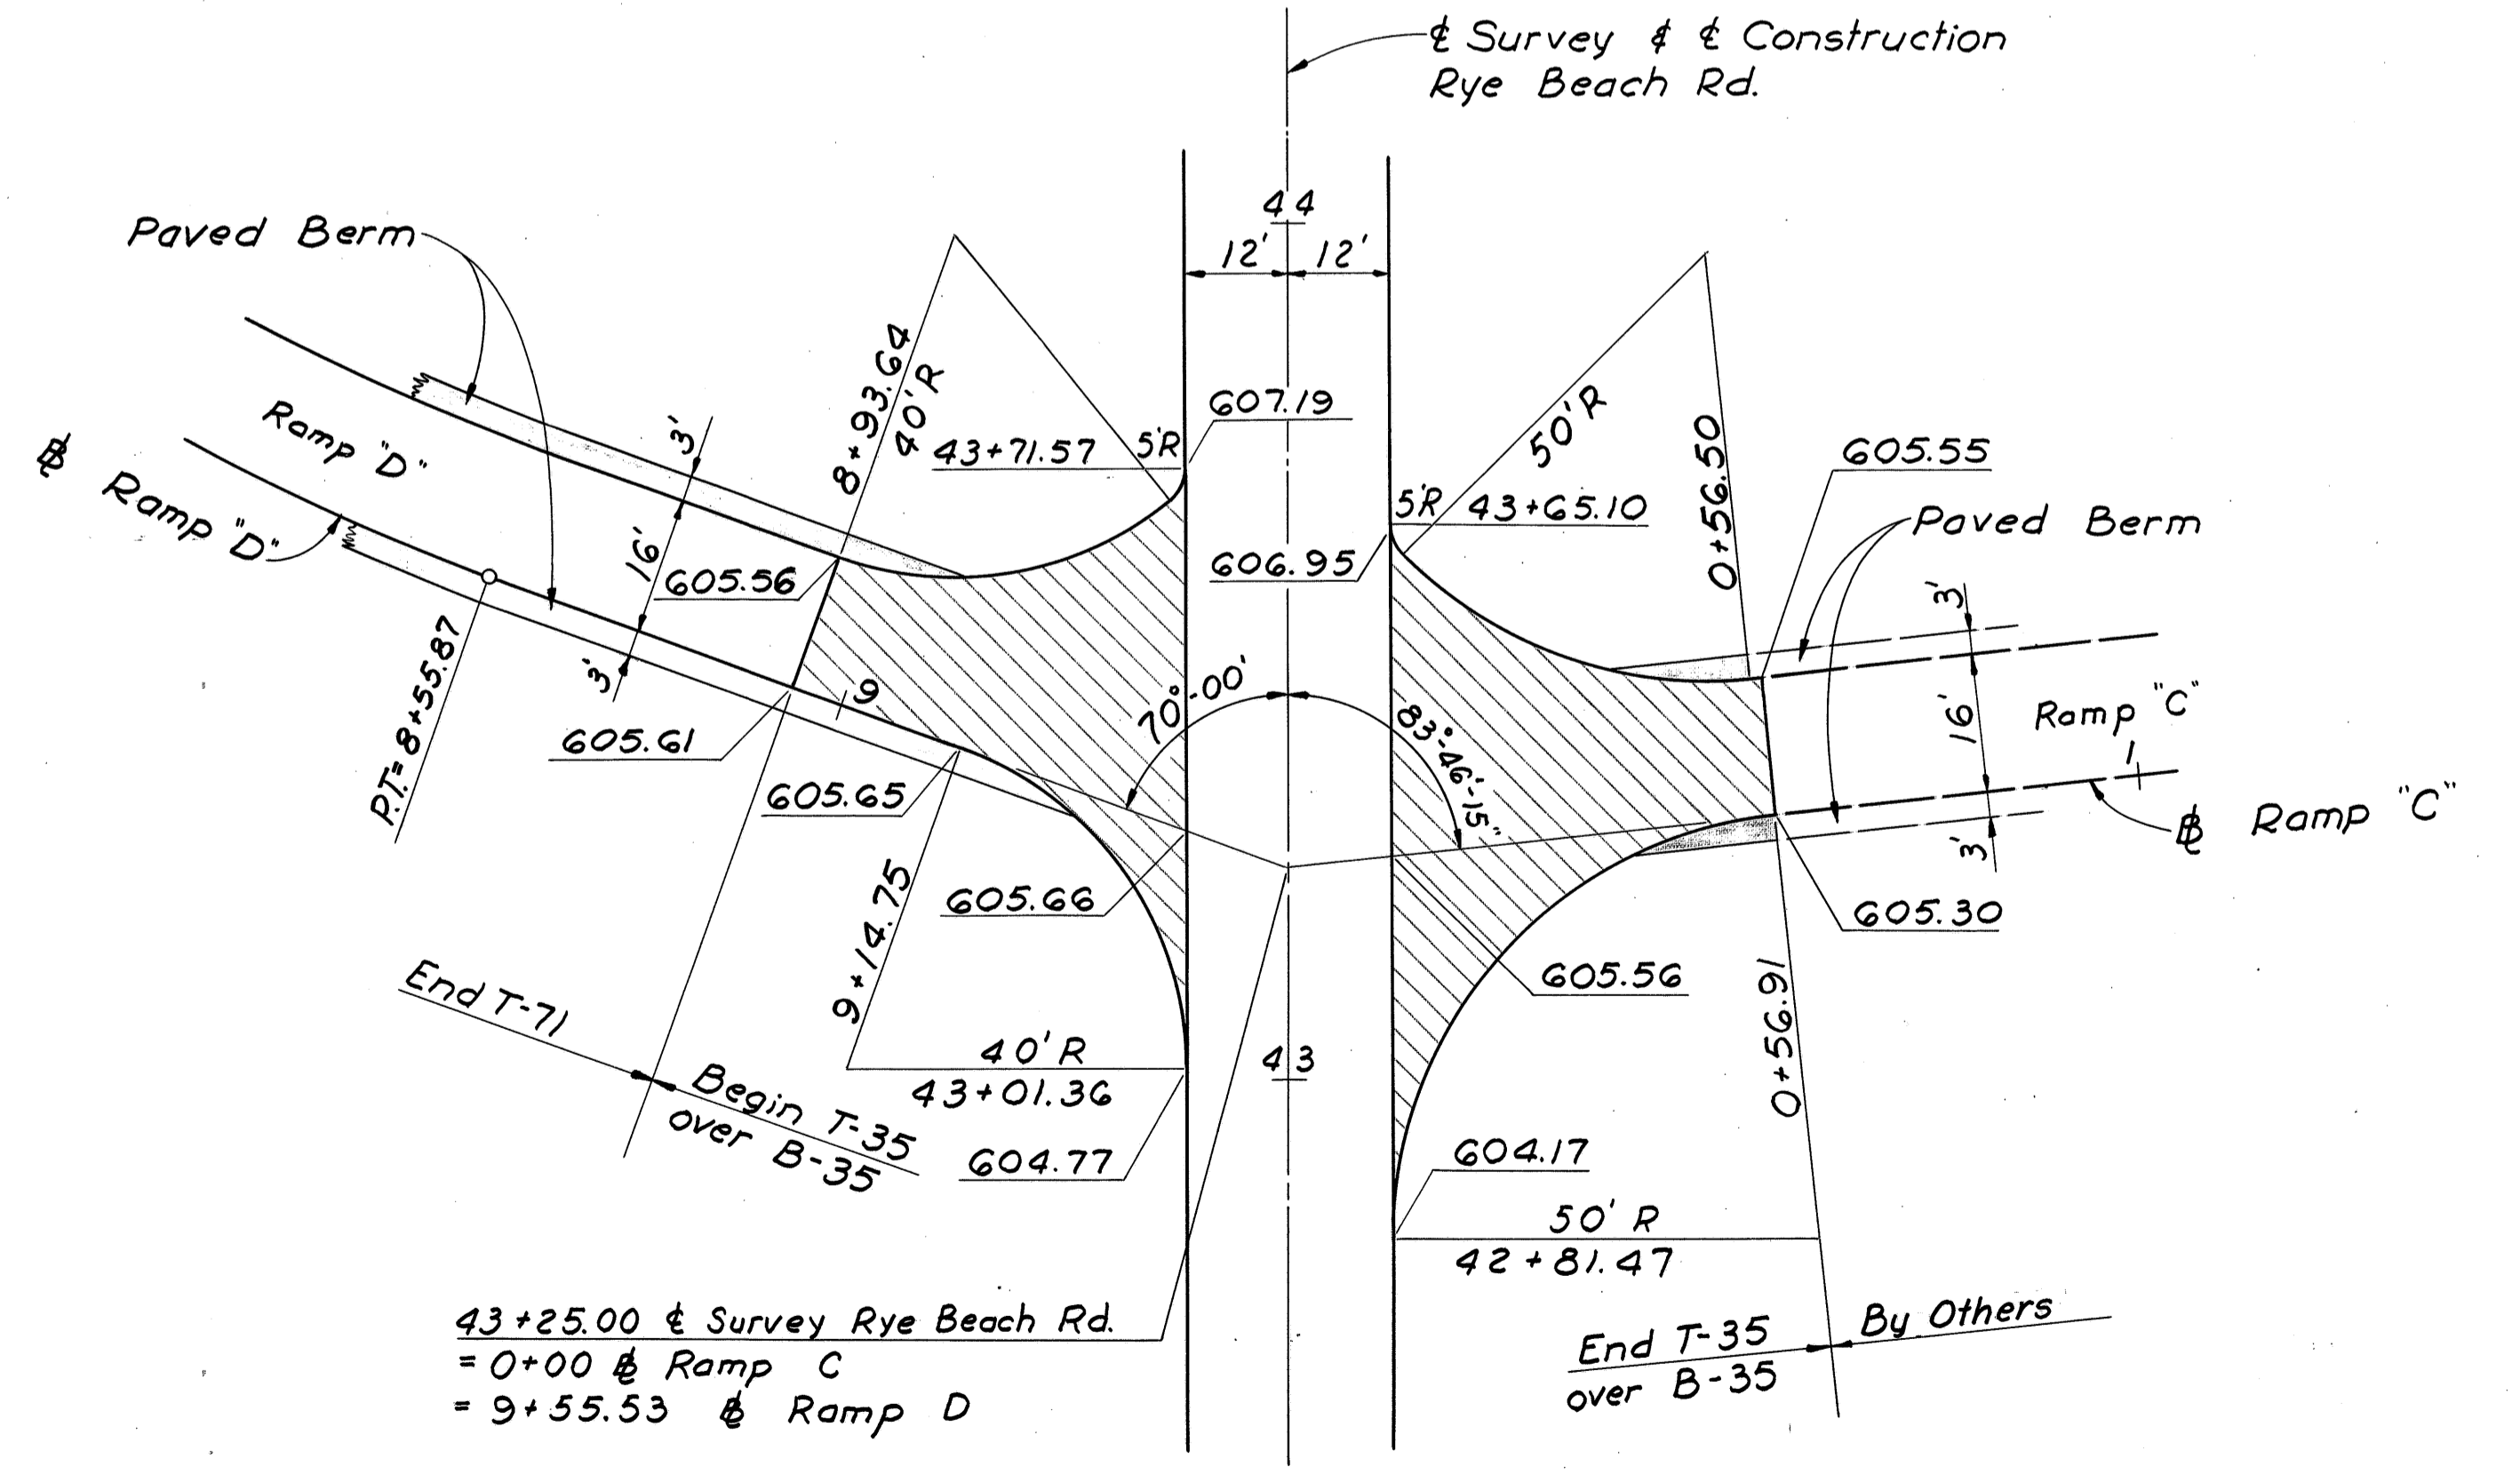 ℄ Survey & ℄ Construction
Rye Beach Rd.
44
12' 12'
Paved Berm
Ramp "D"
℄ Ramp "D"
3'
16'
3'
8+93.64
40'R
43+71.57 5'R
607.19
50'R
5'R 43+65.10
606.95
0+56.50
605.55
Paved Berm
3'
16'
3'
Ramp "C"
1
Ramp "C"
605.56
P.T.= 8+55.87
605.61
9
605.65
70°-00'
83°-46'-15"
605.66
605.30
605.56
9+14.75
0+56.91
End T-71
Begin T-35
over B-35
40'R
43+01.36
604.77
43
604.17
50' R
42+81.47
43+25.00 ℄ Survey Rye Beach Rd.
= 0+00 Ramp C
= 9+55.53 Ramp D
End T-35
over B-35
By Others